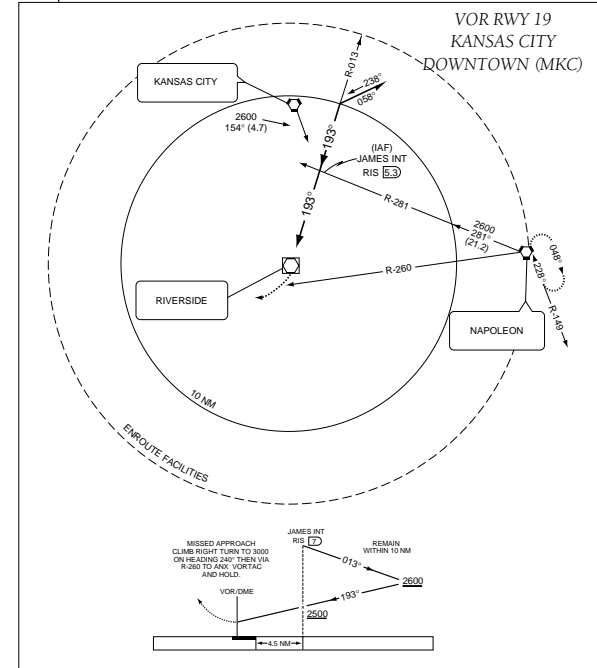 VOR RWY 19
KANSAS CITY
DOWNTOWN (MKC)
R-013
KANSAS CITY
238°
058°
2600
154° (4.7)
193°
(IAF)
JAMES INT
RIS 5.3
193°
R-281
2600
281°
(21.2)
048°
R-260
228°
RIVERSIDE
NAPOLEON
R-149
10 NM
ENROUTE FACILITIES
MISSED APPROACH
CLIMB RIGHT TURN TO 3000
ON HEADING 240° THEN VIA
R-260 TO ANX VORTAC
AND HOLD.
JAMES INT
RIS 7
REMAIN
WITHIN 10 NM
013°
2600
VOR/DME
193°
2500
4.5 NM